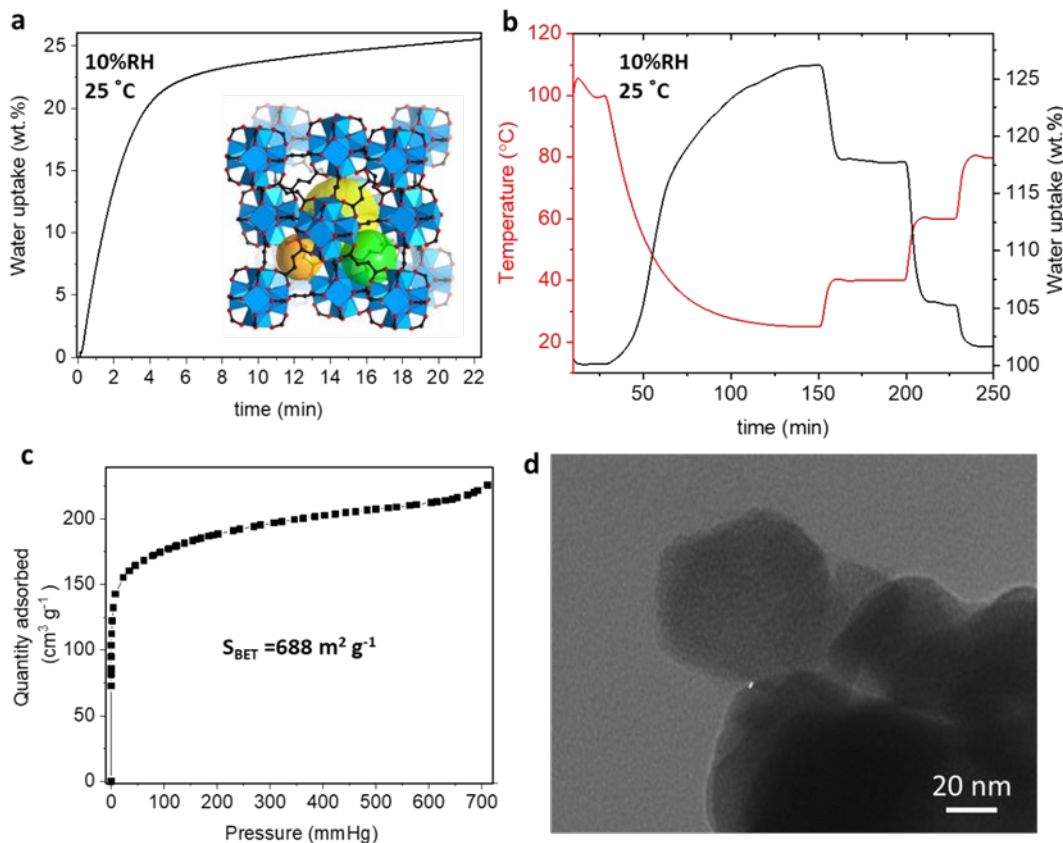 a
10%RH
25 ˚C
Water uptake (wt.%)
25
20
15
10
5
0
0 2 4 6 8 10 12 14 16 18 20 22
time (min)
b
10%RH
25 ˚C
Temperature (°C)
120
100
80
60
40
20
Water uptake (wt.%)
125
120
115
110
105
100
50 100 150 200 250
time (min)
c
Quantity adsorbed
(cm³ g⁻¹)
200
150
100
50
0
S_BET =688 m² g⁻¹
0 100 200 300 400 500 600 700
Pressure (mmHg)
d
20 nm